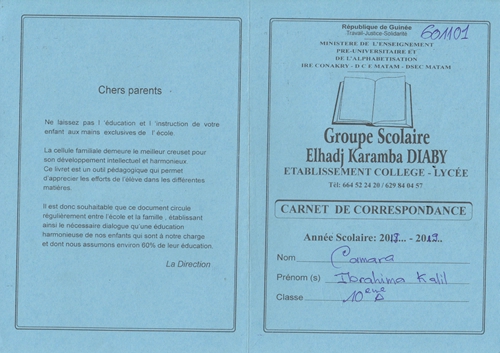 Chers parents
Ne laissez pas l 'éducation et l 'instruction de votre
enfant aux mains exclusives de l' école.
La cellule familiale demeure le meilleur creuset pour
son développement intellectuel et harmonieux.
Ce livret est un outil pédagogique qui permet
d'apprecier les efforts de l'élève dans les différentes
matières.
Il est donc souhaitable que ce document circule
régulièrement entre l'école et la famille , établissant
ainsi le nécessaire dialogue qu'une éducation
harmonieuse de nos enfants qui sont à notre charge
et dont nous assumons environ 60% de leur éducation.
La Direction
République de Guinée
Travail-Justice-Solidarité
601101
MINISTERE DE L'ENSEIGNEMENT
PRE-UNIVERSITAIRE ET
DE L'ALPHABETISATION
IRE CONAKRY - D C E MATAM - DSEC MATAM
Groupe Scolaire
Elhadj Karamba DIABY
ETABLISSEMENT COLLEGE - LYCÉE
Tél: 664 52 24 20 / 629 84 04 57
CARNET DE CORRESPONDANCE
Année Scolaire: 2018... - 2019...
Nom Camara
Prénom (s) Ibrahima Kalil
Classe 10eme A